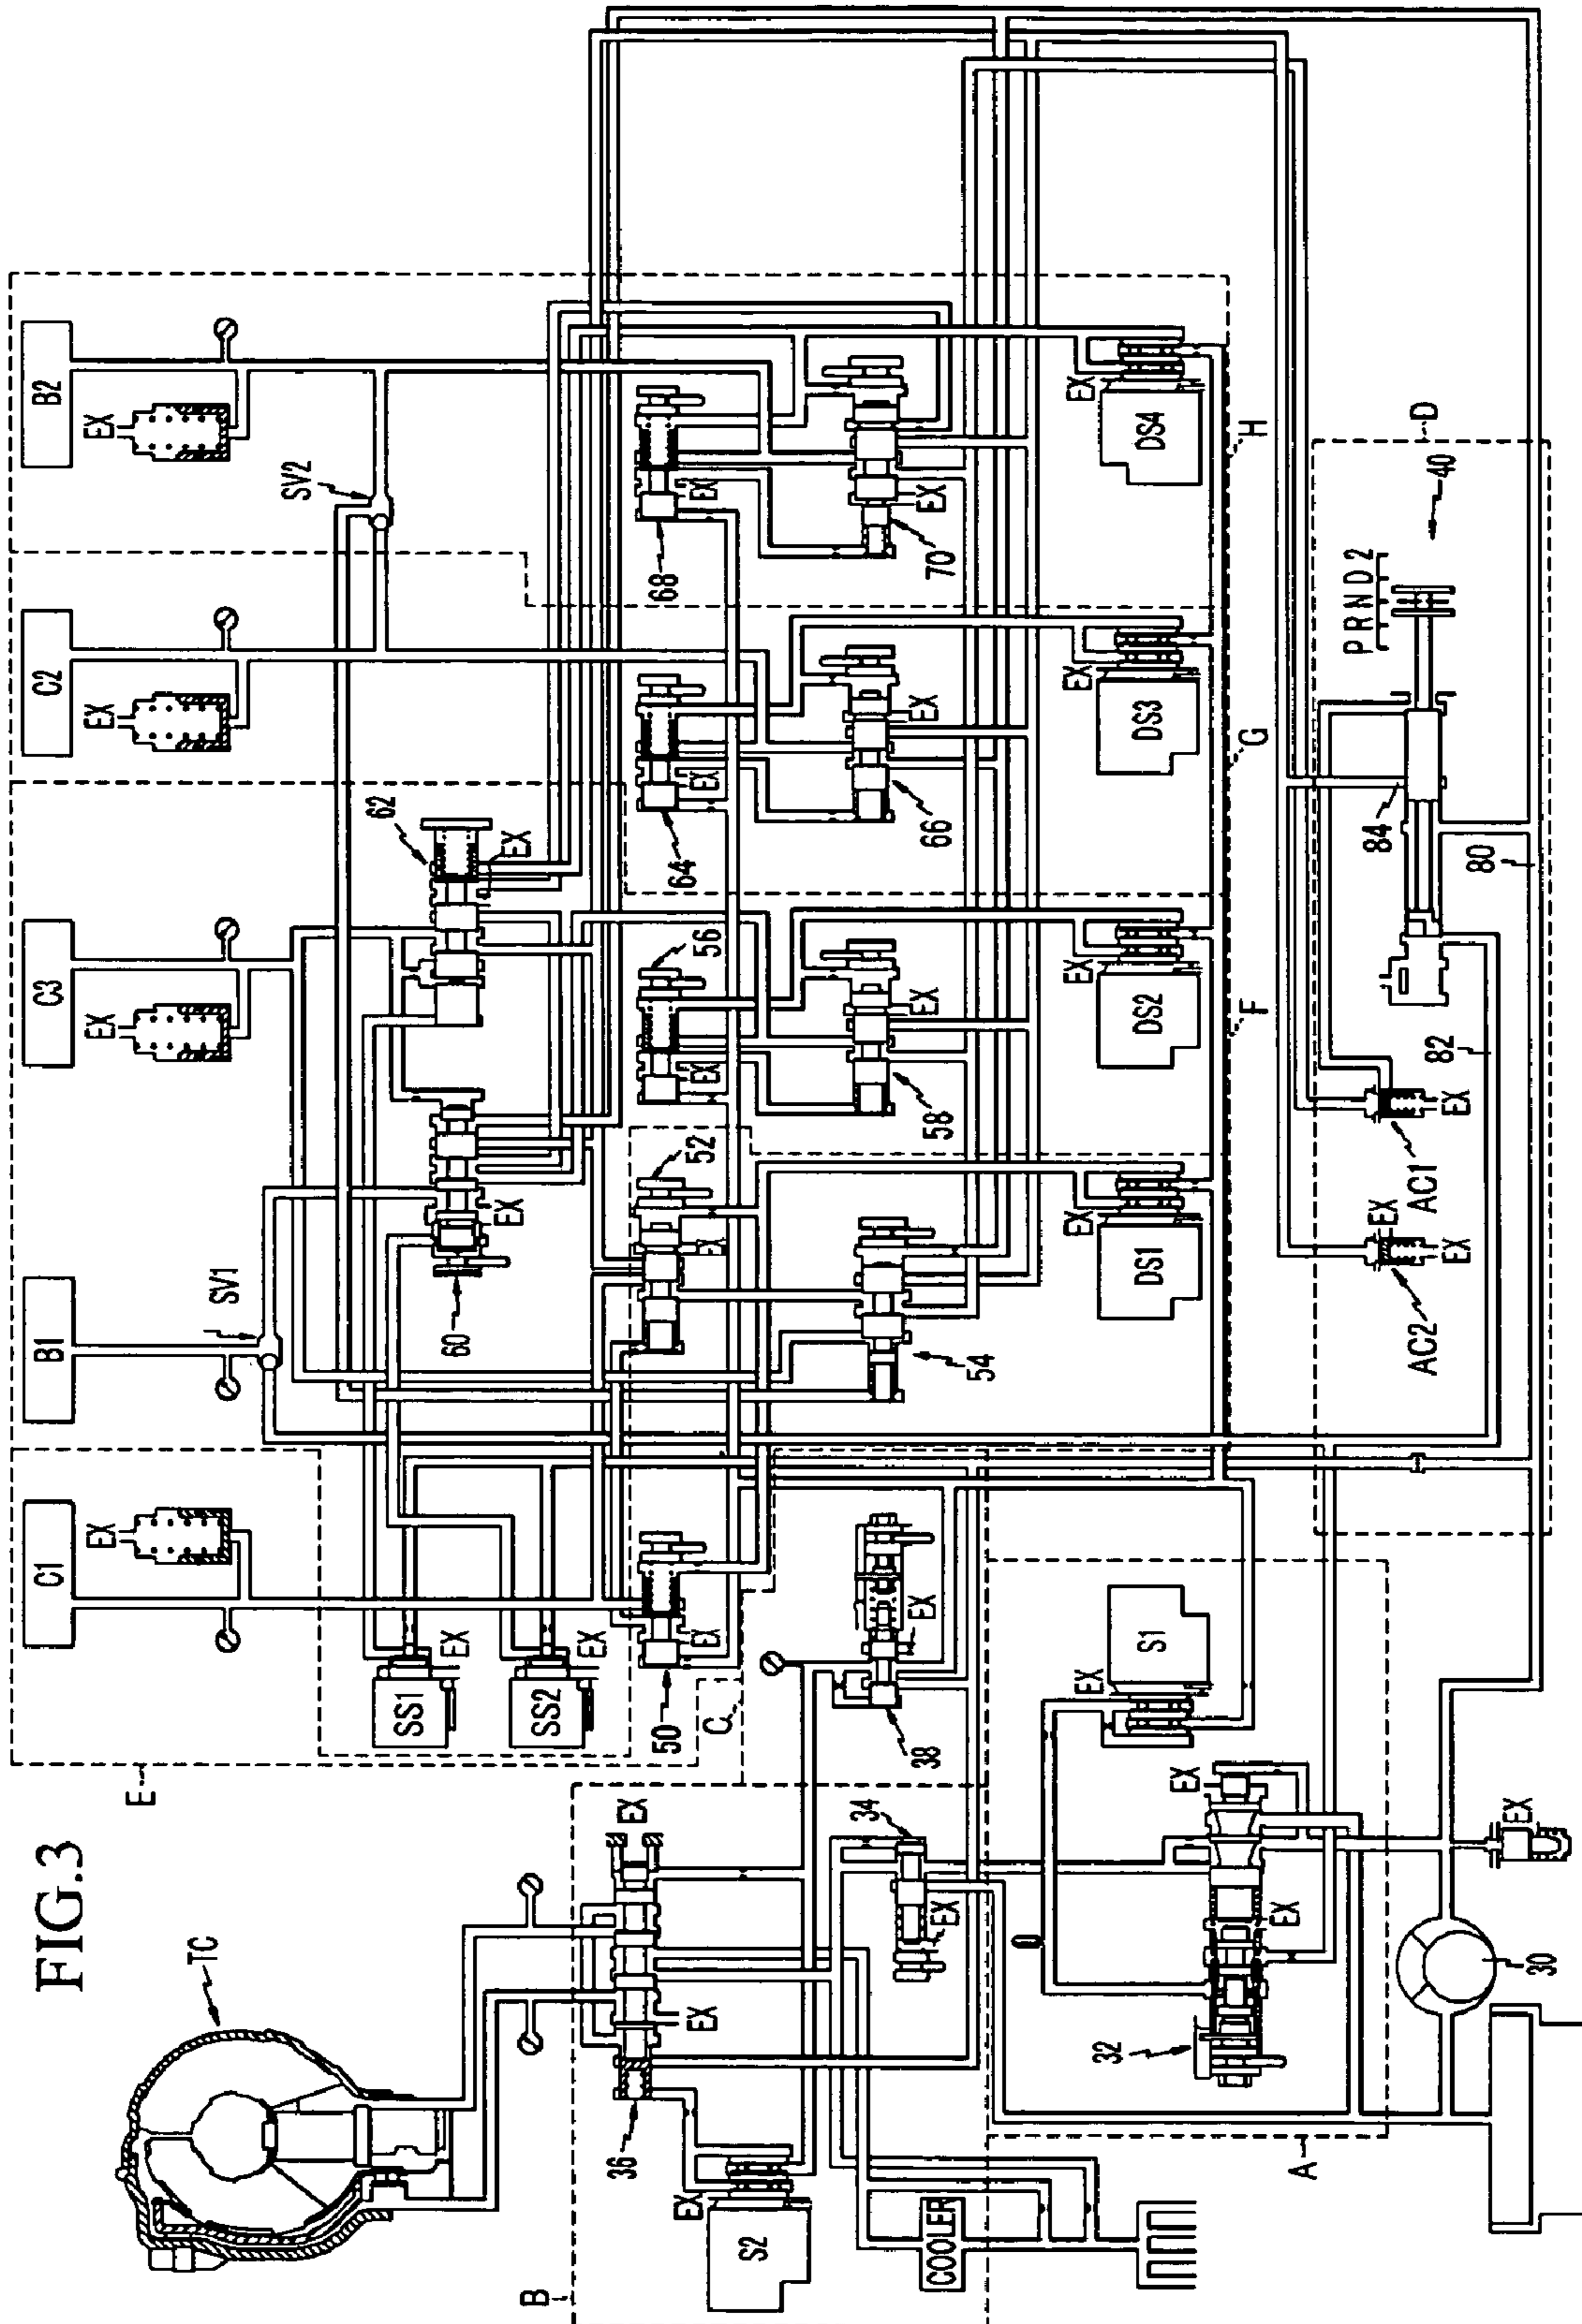 FIG.3
TC
E
C1
EX
B1
SV1
C3
EX
C2
EX
SV2
B2
EX
SS1
EX
SS2
EX
60
EX
62
EX
50
EX
52
EX
56
EX
64
EX
68
EX
C
B
36
EX
EX
S2
EX
34
EX
38
EX
54
58
EX
66
EX
70
EX
EX
COOLER
S1
EX
DS1
EX
DS2
EX
DS3
EX
DS4
EX
F
G
H
A
32
EX
EX
30
EX
AC2
EX
EX
AC1
EX
82
80
84
P R N D 2
40
D